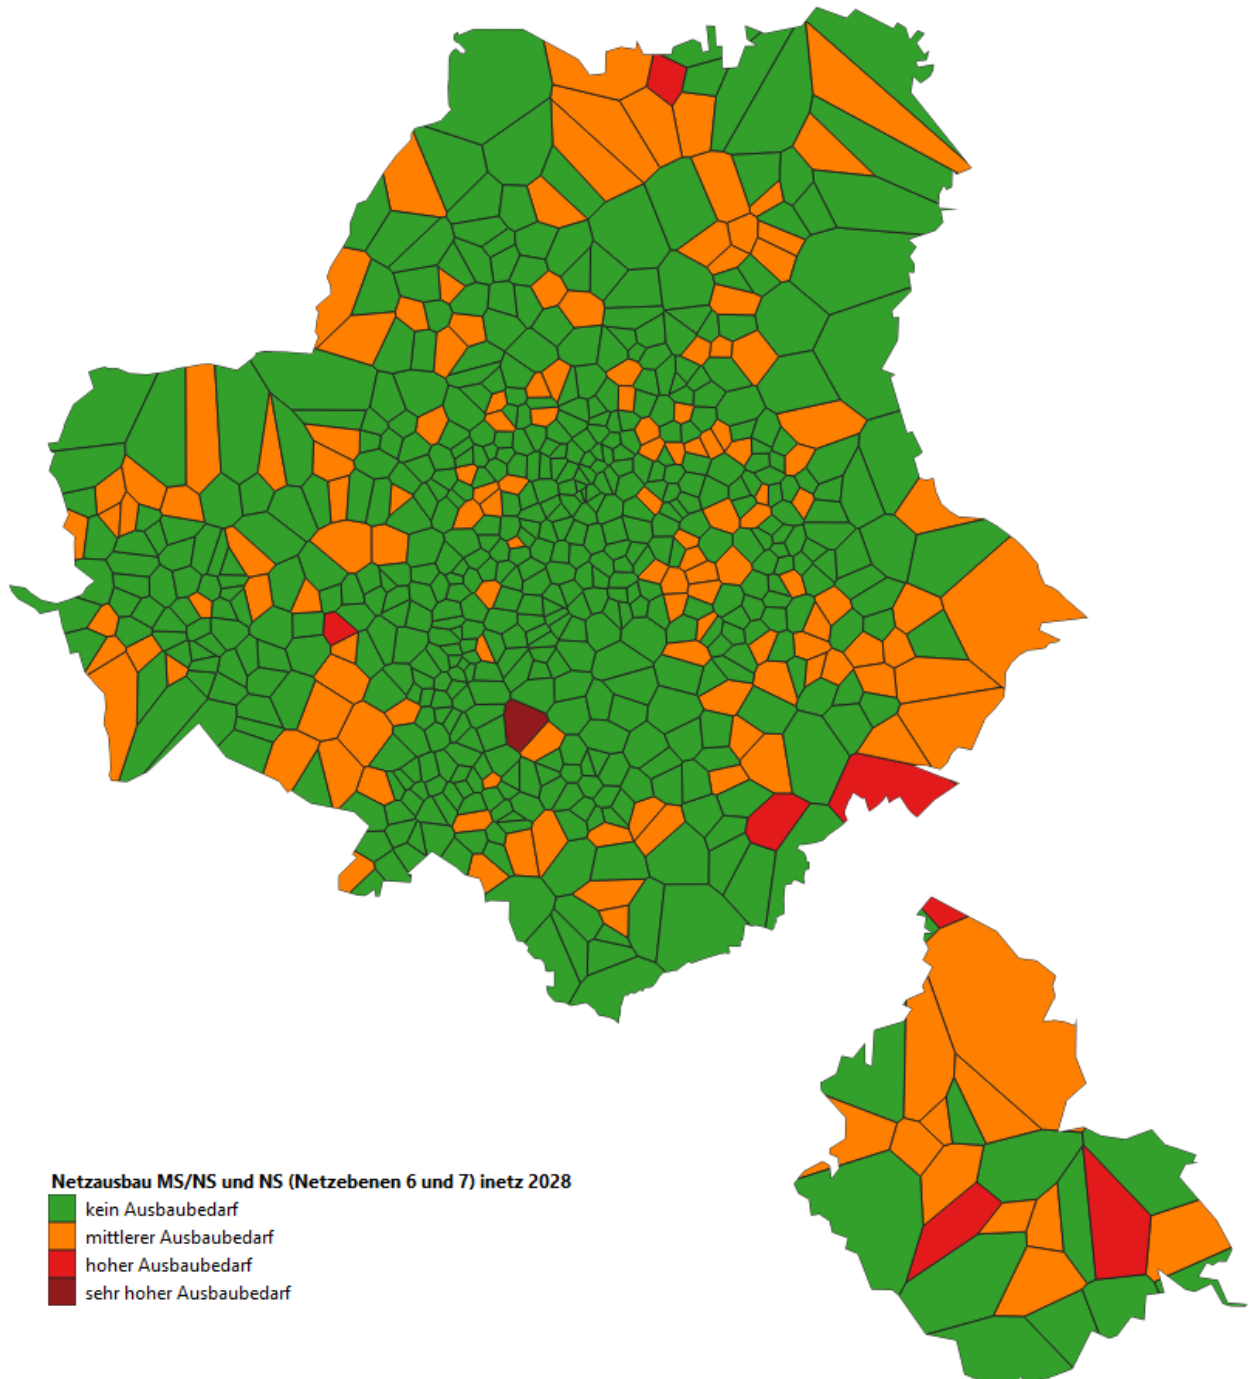 Netzausbau MS/NS und NS (Netzebenen 6 und 7) inetz 2028
kein Ausbaubedarf
mittlerer Ausbaubedarf
hoher Ausbaubedarf
sehr hoher Ausbaubedarf